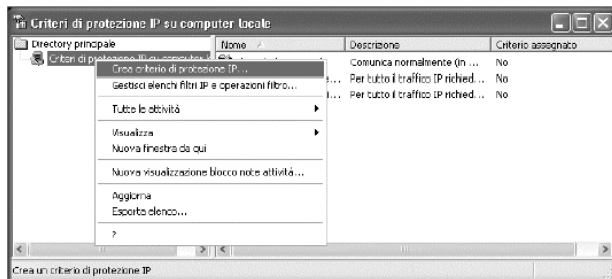 Criteri di protezione IP su computer locale
Directory principale
Nome
Descrizione
Criterio assegnato
Criteri di protezione IP su computer
Comunica normalmente (in ...
No
e... Per tutto il traffico IP richied...
No
i... Per tutto il traffico IP richied...
No
Crea criterio di protezione IP...
Gestisci elenchi filtri IP e operazioni filtro...
Tutte le attività
Visualizza
Nuova finestra da qui
Nuova visualizzazione blocco note attività...
Aggiorna
Esporta elenco...
?
Crea un criterio di protezione IP